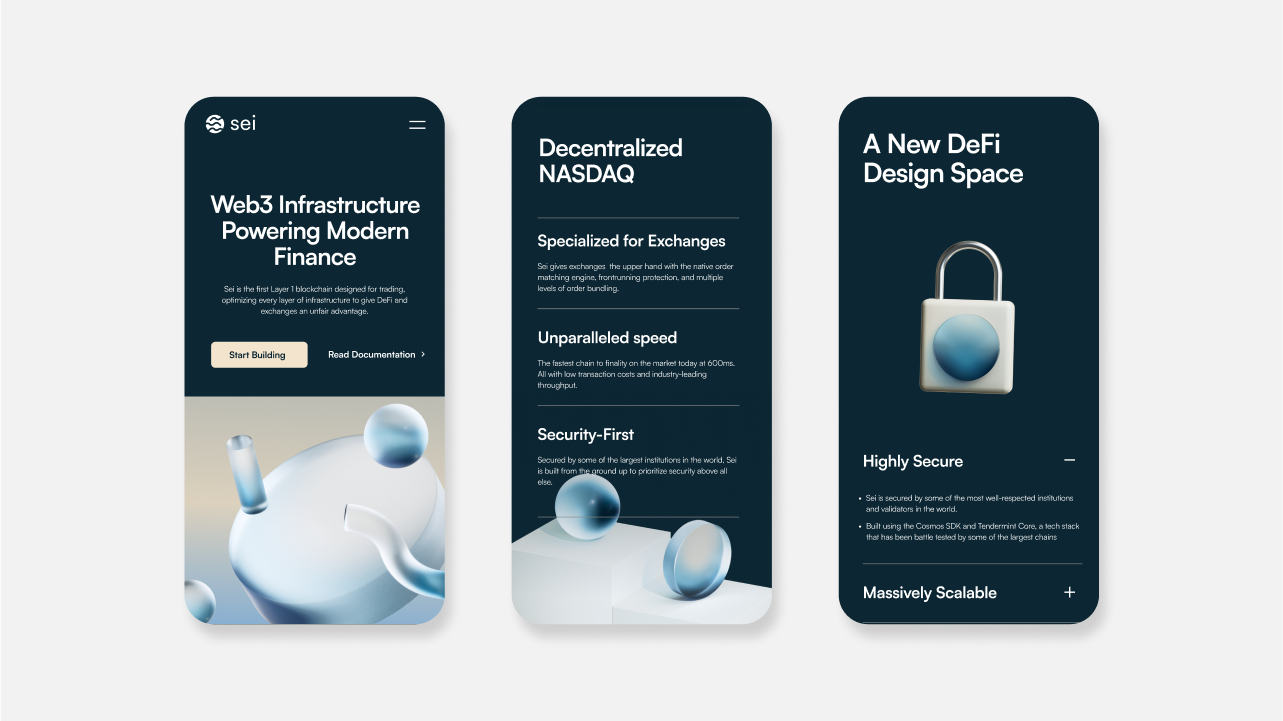 sei
Web3 Infrastructure
Powering Modern
Finance
Sei is the first Layer 1 blockchain designed for trading,
optimizing every layer of infrastructure to give DeFi and
exchanges an unfair advantage.
Start Building
Read Documentation
Decentralized
NASDAQ
Specialized for Exchanges
Sei gives exchanges the upper hand with the native order
matching engine, frontrunning protection, and multiple
levels of order bundling.
Unparalleled speed
The fastest chain to finality on the market today at 600ms.
All with low transaction costs and industry-leading
throughput.
Security-First
Secured by some of the largest institutions in the world, Sei
is built from the ground up to prioritize security above all
else.
A New DeFi
Design Space
Highly Secure
• Sei is secured by some of the most well-respected institutions
and validators in the world.
• Built using the Cosmos SDK and Tendermint Core, a tech stack
that has been battle tested by some of the largest chains
Massively Scalable